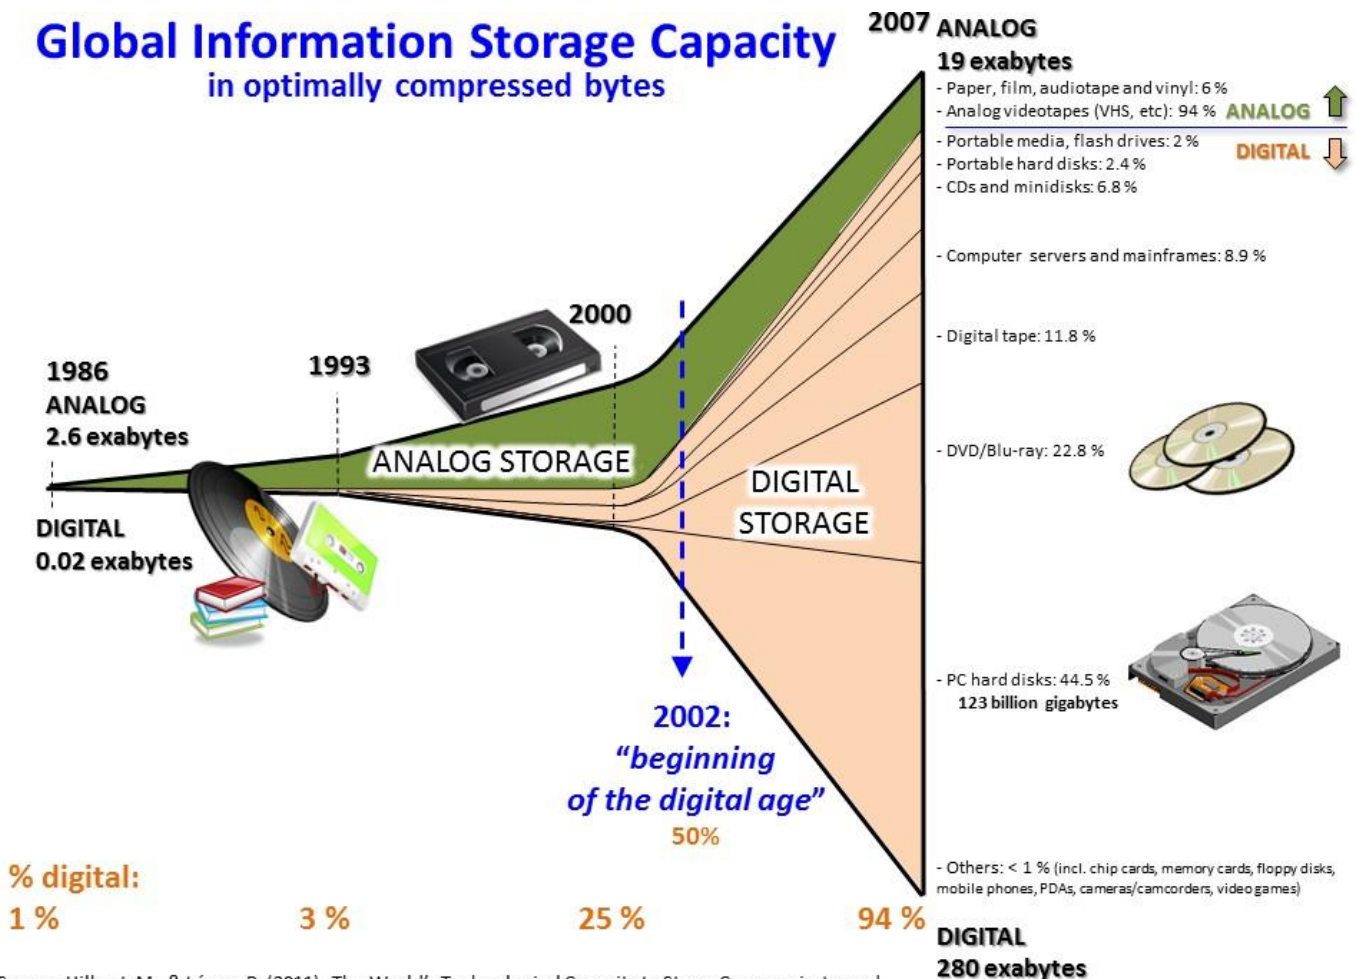 Global Information Storage Capacity
in optimally compressed bytes
2007
ANALOG
19 exabytes
- Paper, film, audiotape and vinyl: 6 %
- Analog videotapes (VHS, etc): 94 %
ANALOG
- Portable media, flash drives: 2 %
DIGITAL
- Portable hard disks: 2.4 %
- CDs and minidisks: 6.8 %
- Computer servers and mainframes: 8.9 %
- Digital tape: 11.8 %
- DVD/Blu-ray: 22.8 %
- PC hard disks: 44.5 %
123 billion gigabytes
- Others: < 1 % (incl. chip cards, memory cards, floppy disks,
mobile phones, PDAs, cameras/camcorders, video games)
DIGITAL
280 exabytes
1986
ANALOG
2.6 exabytes
DIGITAL
0.02 exabytes
1993
2000
ANALOG STORAGE
DIGITAL
STORAGE
2002:
“beginning
of the digital age”
50%
% digital:
1 %
3 %
25 %
94 %